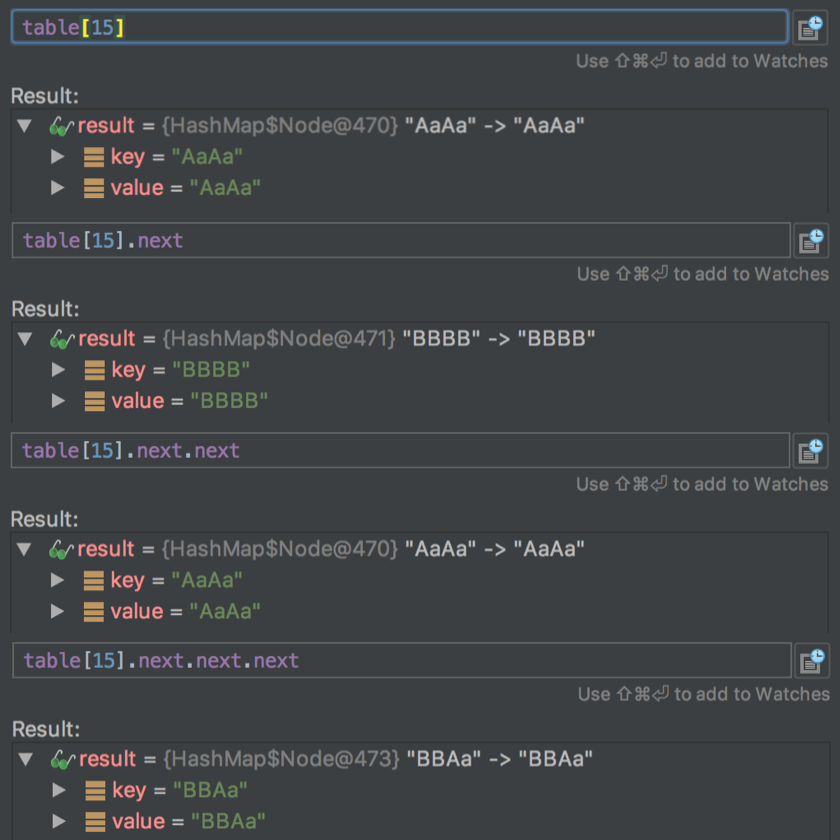 table[15]
Use ⇧⌘⏎ to add to Watches
Result:
result = {HashMap$Node@470} "AaAa" -> "AaAa"
key = "AaAa"
value = "AaAa"
table[15].next
Use ⇧⌘⏎ to add to Watches
Result:
result = {HashMap$Node@471} "BBBB" -> "BBBB"
key = "BBBB"
value = "BBBB"
table[15].next.next
Use ⇧⌘⏎ to add to Watches
Result:
result = {HashMap$Node@470} "AaAa" -> "AaAa"
key = "AaAa"
value = "AaAa"
table[15].next.next.next
Use ⇧⌘⏎ to add to Watches
Result:
result = {HashMap$Node@473} "BBAa" -> "BBAa"
key = "BBAa"
value = "BBAa"